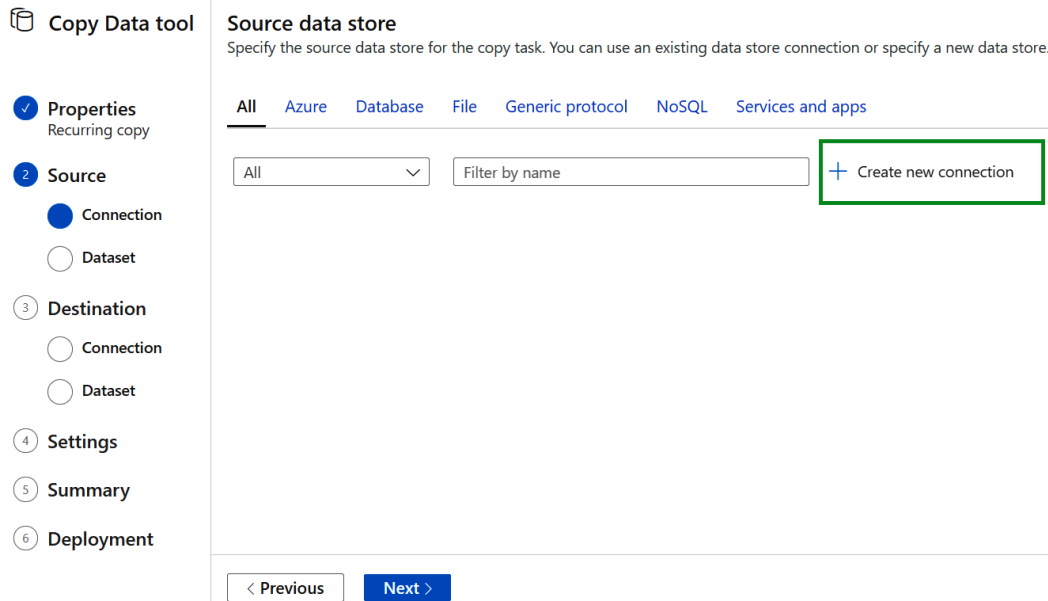 Copy Data tool
Properties
Recurring copy
2 Source
Connection
Dataset
3 Destination
Connection
Dataset
4 Settings
5 Summary
6 Deployment
Source data store
Specify the source data store for the copy task. You can use an existing data store connection or specify a new data store.
All Azure Database File Generic protocol NoSQL Services and apps
All Filter by name + Create new connection
< Previous Next >